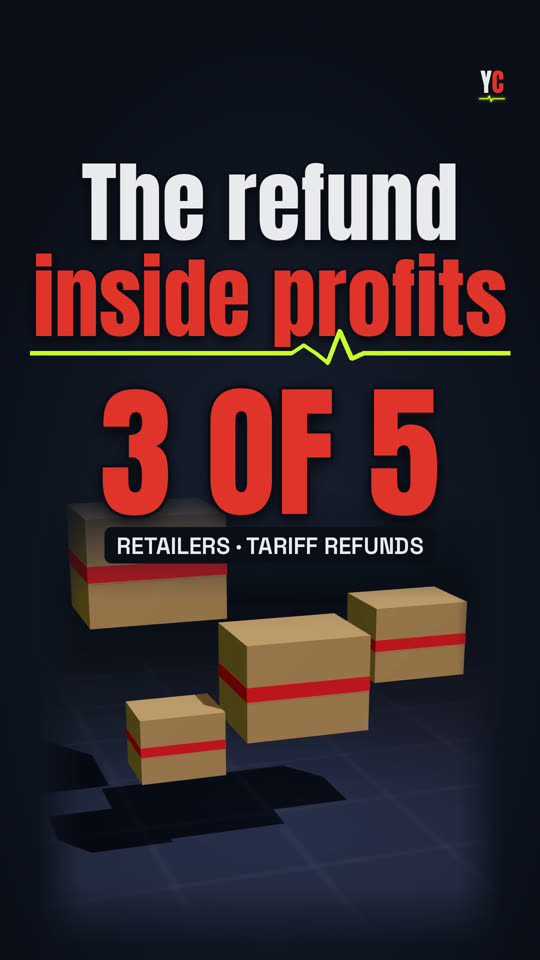 YC
The refund
inside profits
3 OF 5
RETAILERS • TARIFF REFUNDS